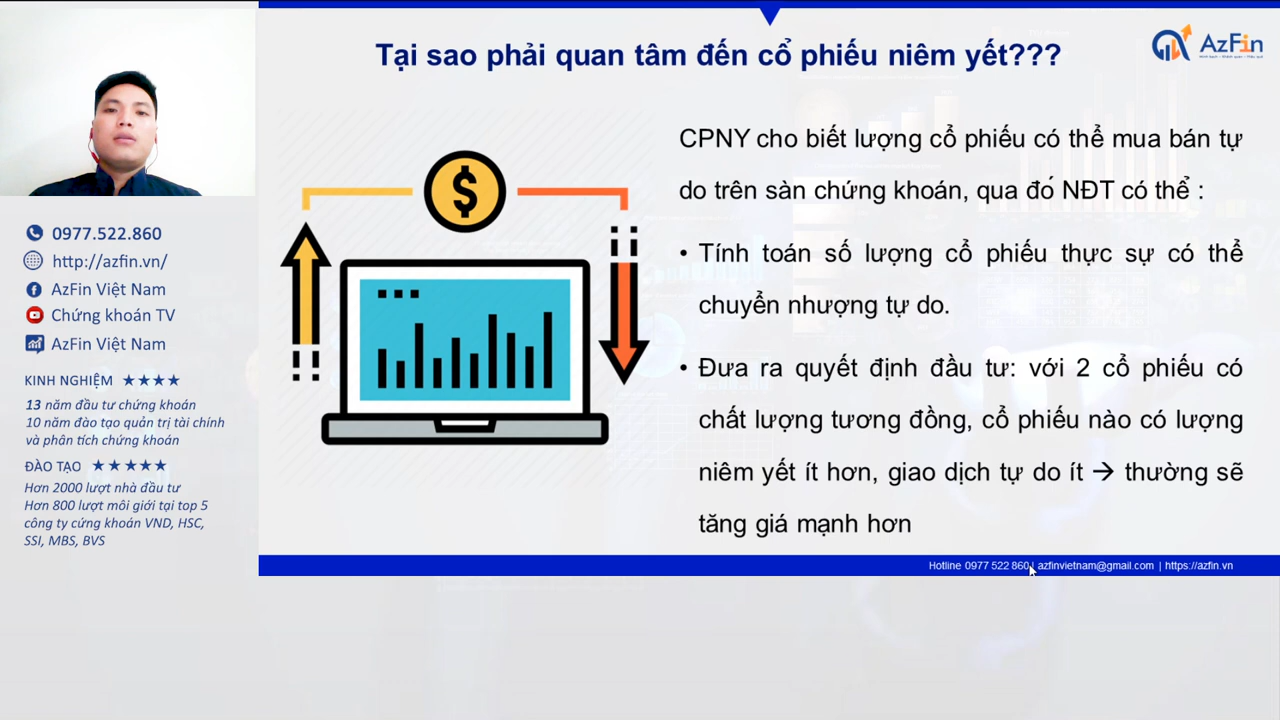 Tại sao phải quan tâm đến cổ phiếu niêm yết???
AzFin
CPNY cho biết lượng cổ phiếu có thể mua bán tự
do trên sàn chứng khoán, qua đó NĐT có thể :
• Tính toán số lượng cổ phiếu thực sự có thể
chuyển nhượng tự do.
• Đưa ra quyết định đầu tư: với 2 cổ phiếu có
chất lượng tương đồng, cổ phiếu nào có lượng
niêm yết ít hơn, giao dịch tự do ít → thường sẽ
tăng giá mạnh hơn
0977.522.860
http://azfin.vn/
AzFin Việt Nam
Chứng khoán TV
AzFin Việt Nam
KINH NGHIỆM ★★★★
13 năm đầu tư chứng khoán
10 năm đào tạo quản trị tài chính
và phân tích chứng khoán
ĐÀO TẠO ★★★★★
Hơn 2000 lượt nhà đầu tư
Hơn 800 lượt môi giới tại top 5
công ty cứng khoán VND, HSC,
SSI, MBS, BVS
Hotline 0977 522 860 | azfinvietnam@gmail.com | https://azfin.vn